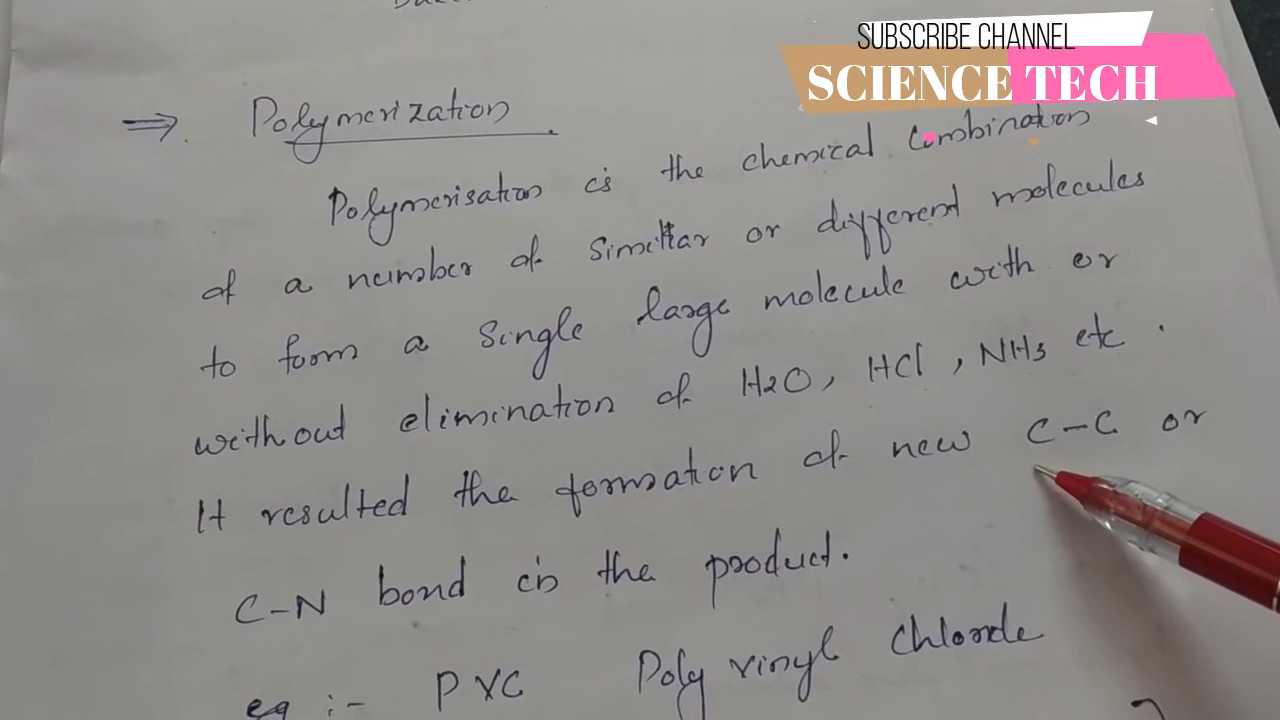 SUBSCRIBE CHANNEL
SCIENCE TECH
⇒. Polymerization.
Polymerisation is the chemical Combination
of a number of similar or different molecules
to form a single large molecule with or
without elimination of H2O, HCl, NH3 etc.
It resulted the formation of new C-C or
C-N bond in the product.
eg :- PVC Poly vinyl chloride